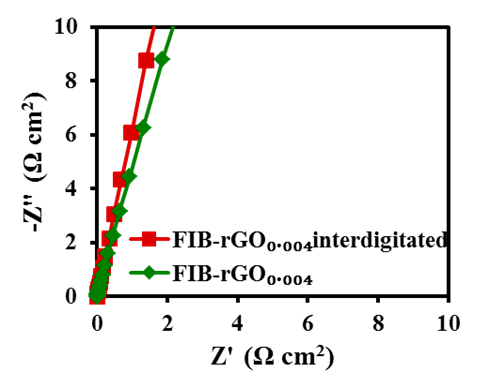 10
8
6
4
2
0
-Z'' (Ω cm²)
FIB-rGO₀.₀₀₄interdigitated
FIB-rGO₀.₀₀₄
0 2 4 6 8 10
Z' (Ω cm²)